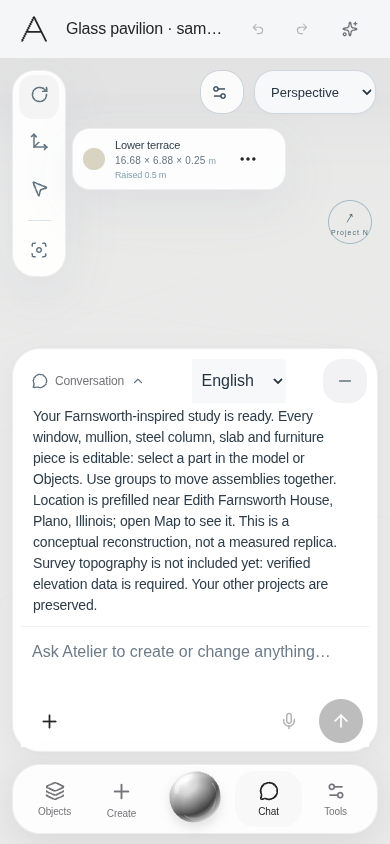 Glass pavilion · sam…
Perspective
Lower terrace
16.68 × 6.88 × 0.25 m
Raised 0.5 m
Project N
Conversation
English
Your Farnsworth-inspired study is ready. Every
window, mullion, steel column, slab and furniture
piece is editable: select a part in the model or
Objects. Use groups to move assemblies together.
Location is prefilled near Edith Farnsworth House,
Plano, Illinois; open Map to see it. This is a
conceptual reconstruction, not a measured replica.
Survey topography is not included yet: verified
elevation data is required. Your other projects are
preserved.
Ask Atelier to create or change anything…
Objects
Create
Chat
Tools